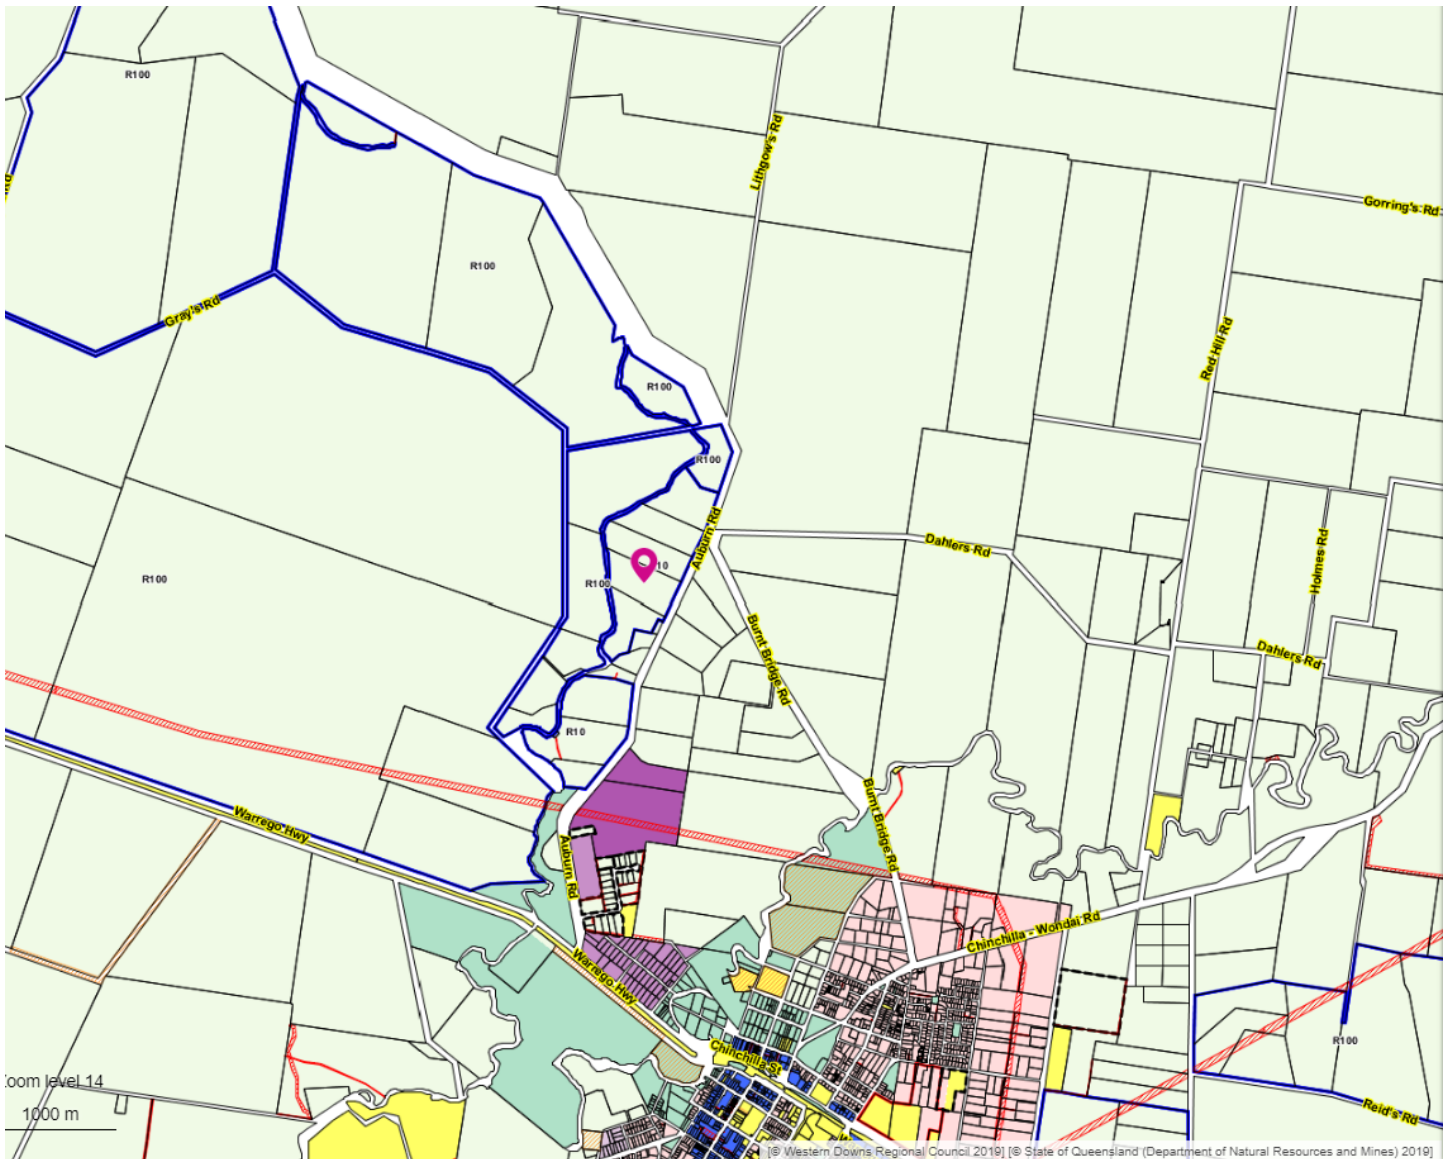 R100
Lithgow's Rd
Gorring's Rd
R100
Gray's Rd
Red Hill Rd
R100
R100
Auburn Rd
Dahlers Rd
Holmes Rd
10
R100
R100
Burnt Bridge Rd
Dahlers Rd
R10
Burnt Bridge Rd
Warrego Hwy
Auburn Rd
Chinchilla - Wondai Rd
Warrego Hwy
R100
Chinchilla St
Zoom level 14
1000 m
Reid's Rd
[© Western Downs Regional Council 2019] [© State of Queensland (Department of Natural Resources and Mines) 2019]